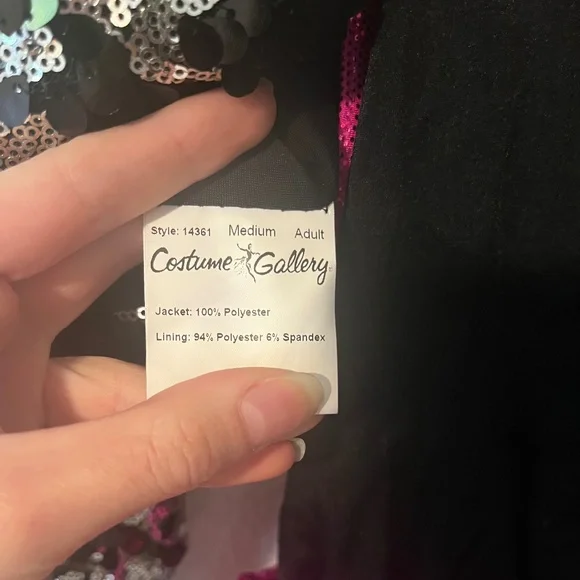 Style: 14361 Medium Adult
Costume Gallery
Jacket: 100% Polyester
Lining: 94% Polyester 6% Spandex